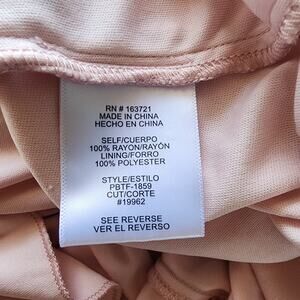 RN # 163721
MADE IN CHINA
HECHO EN CHINA
SELF/CUERPO
100% RAYON/RAYÓN
LINING/FORRO
100% POLYESTER
STYLE/ESTILO
PBTF-1859
CUT/CORTE
#19962
SEE REVERSE
VER EL REVERSO